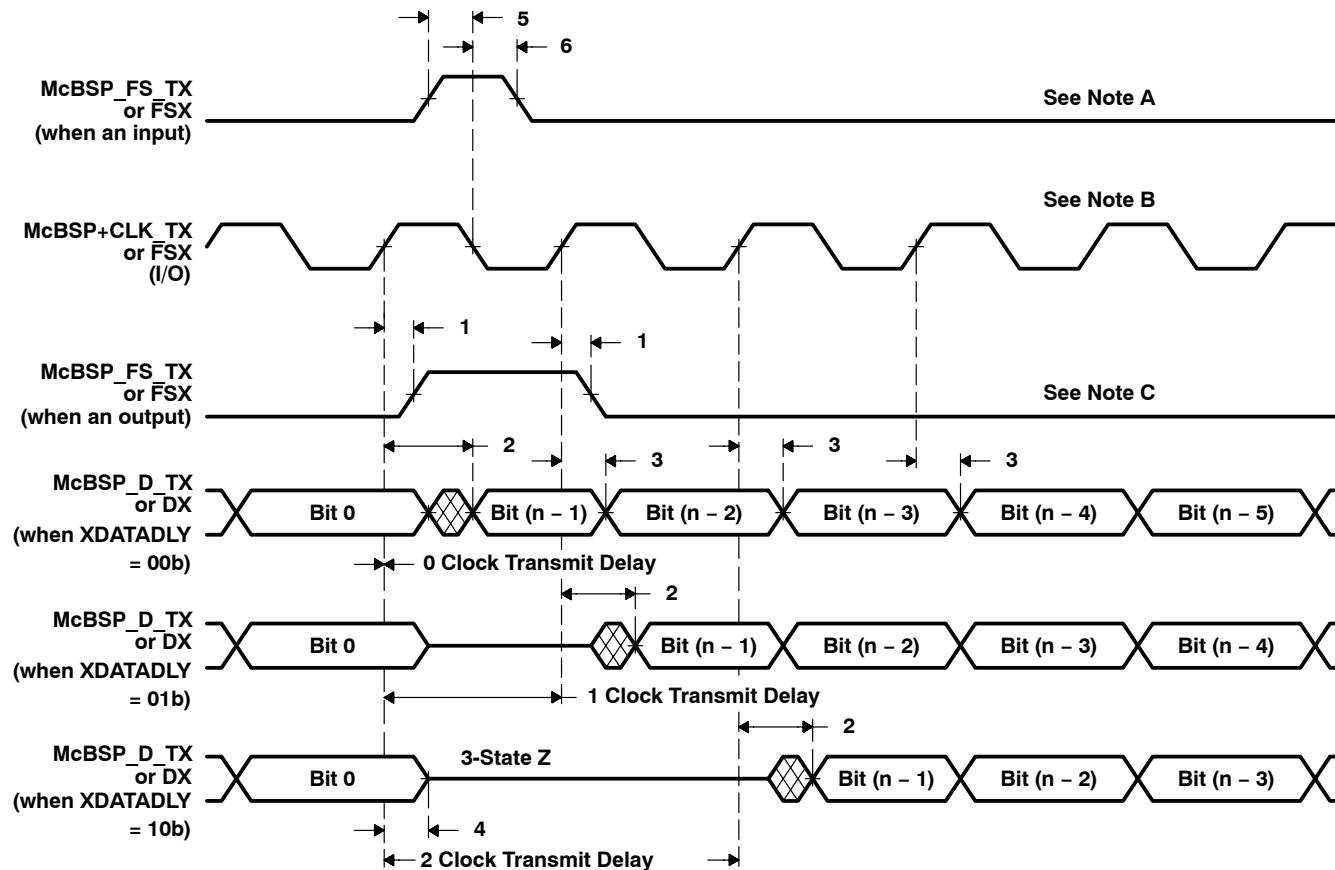 5
6
McBSP_FS_TX
or FSX
(when an input)
See Note A
See Note B
McBSP+CLK_TX
or FSX
(I/O)
1
1
McBSP_FS_TX
or FSX
(when an output)
See Note C
2
3
3
3
McBSP_D_TX
or DX
(when XDATADLY
= 00b)
Bit 0
Bit (n − 1)
Bit (n − 2)
Bit (n − 3)
Bit (n − 4)
Bit (n − 5)
0 Clock Transmit Delay
2
McBSP_D_TX
or DX
(when XDATADLY
= 01b)
Bit 0
Bit (n − 1)
Bit (n − 2)
Bit (n − 3)
Bit (n − 4)
1 Clock Transmit Delay
2
McBSP_D_TX
or DX
(when XDATADLY
= 10b)
Bit 0
3-State Z
Bit (n − 1)
Bit (n − 2)
Bit (n − 3)
4
2 Clock Transmit Delay